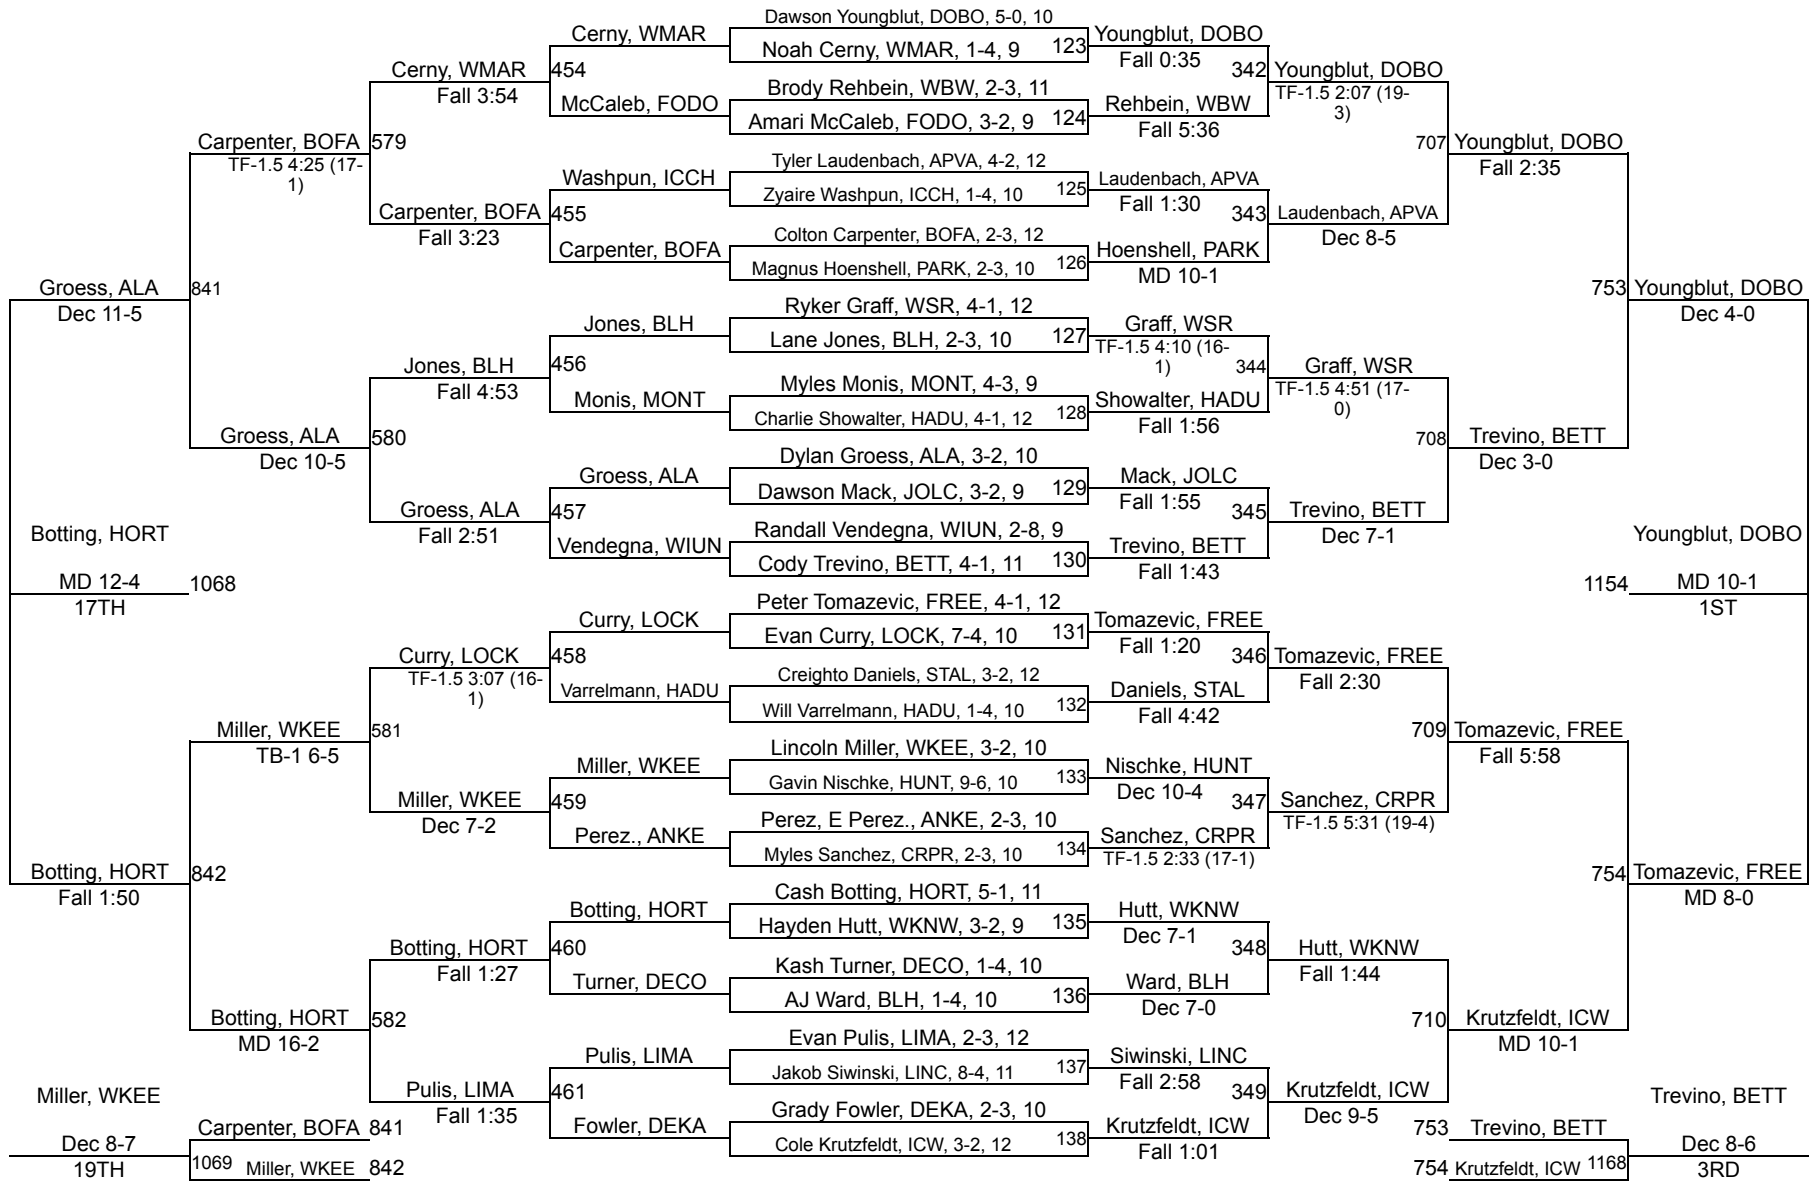 Dawson Youngblut, DOBO, 5-0, 10
Cerny, WMAR
Noah Cerny, WMAR, 1-4, 9
123
Youngblut, DOBO
Fall 0:35
Cerny, WMAR
Fall 3:54
454
342
Youngblut, DOBO
TF-1.5 2:07 (19-
3)
Brody Rehbein, WBW, 2-3, 11
McCaleb, FODO
Amari McCaleb, FODO, 3-2, 9
124
Rehbein, WBW
Fall 5:36
Carpenter, BOFA
TF-1.5 4:25 (17-
1)
579
707
Youngblut, DOBO
Fall 2:35
Tyler Laudenbach, APVA, 4-2, 12
Washpun, ICCH
Zyaire Washpun, ICCH, 1-4, 10
125
Laudenbach, APVA
Fall 1:30
Carpenter, BOFA
Fall 3:23
455
343
Laudenbach, APVA
Dec 8-5
Colton Carpenter, BOFA, 2-3, 12
Carpenter, BOFA
Magnus Hoenshell, PARK, 2-3, 10
126
Hoenshell, PARK
MD 10-1
Groess, ALA
Dec 11-5
841
753
Youngblut, DOBO
Dec 4-0
Ryker Graff, WSR, 4-1, 12
Jones, BLH
Lane Jones, BLH, 2-3, 10
127
Graff, WSR
TF-1.5 4:10 (16-
1)
Jones, BLH
Fall 4:53
456
344
Graff, WSR
TF-1.5 4:51 (17-
0)
Myles Monis, MONT, 4-3, 9
Monis, MONT
Charlie Showalter, HADU, 4-1, 12
128
Showalter, HADU
Fall 1:56
Groess, ALA
Dec 10-5
580
708
Trevino, BETT
Dec 3-0
Dylan Groess, ALA, 3-2, 10
Groess, ALA
Dawson Mack, JOLC, 3-2, 9
129
Mack, JOLC
Fall 1:55
Groess, ALA
Fall 2:51
457
345
Trevino, BETT
Dec 7-1
Randall Vendegna, WIUN, 2-8, 9
Vendegna, WIUN
Cody Trevino, BETT, 4-1, 11
130
Trevino, BETT
Fall 1:43
Botting, HORT
MD 12-4
17TH
1068
Youngblut, DOBO
1154
MD 10-1
1ST
Peter Tomazevic, FREE, 4-1, 12
Curry, LOCK
Evan Curry, LOCK, 7-4, 10
131
Tomazevic, FREE
Fall 1:20
Curry, LOCK
TF-1.5 3:07 (16-
1)
458
346
Tomazevic, FREE
Fall 2:30
Creighto Daniels, STAL, 3-2, 12
Varrelmann, HADU
Will Varrelmann, HADU, 1-4, 10
132
Daniels, STAL
Fall 4:42
Miller, WKEE
TB-1 6-5
581
709
Tomazevic, FREE
Fall 5:58
Lincoln Miller, WKEE, 3-2, 10
Miller, WKEE
Gavin Nischke, HUNT, 9-6, 10
133
Nischke, HUNT
Dec 10-4
Miller, WKEE
Dec 7-2
459
347
Sanchez, CRPR
TF-1.5 5:31 (19-4)
Perez, E Perez., ANKE, 2-3, 10
Perez., ANKE
Myles Sanchez, CRPR, 2-3, 10
134
Sanchez, CRPR
TF-1.5 2:33 (17-1)
Botting, HORT
Fall 1:50
842
754
Tomazevic, FREE
MD 8-0
Cash Botting, HORT, 5-1, 11
Botting, HORT
Hayden Hutt, WKNW, 3-2, 9
135
Hutt, WKNW
Dec 7-1
Botting, HORT
Fall 1:27
460
348
Hutt, WKNW
Fall 1:44
Kash Turner, DECO, 1-4, 10
Turner, DECO
AJ Ward, BLH, 1-4, 10
136
Ward, BLH
Dec 7-0
Botting, HORT
MD 16-2
582
710
Krutzfeldt, ICW
MD 10-1
Evan Pulis, LIMA, 2-3, 12
Pulis, LIMA
Jakob Siwinski, LINC, 8-4, 11
137
Siwinski, LINC
Fall 2:58
Pulis, LIMA
Fall 1:35
461
349
Krutzfeldt, ICW
Dec 9-5
Grady Fowler, DEKA, 2-3, 10
Fowler, DEKA
Cole Krutzfeldt, ICW, 3-2, 12
138
Krutzfeldt, ICW
Fall 1:01
Miller, WKEE
Dec 8-7
19TH
Carpenter, BOFA 841
1069 Miller, WKEE 842
Trevino, BETT
753 Trevino, BETT
754 Krutzfeldt, ICW 1168
Dec 8-6
3RD